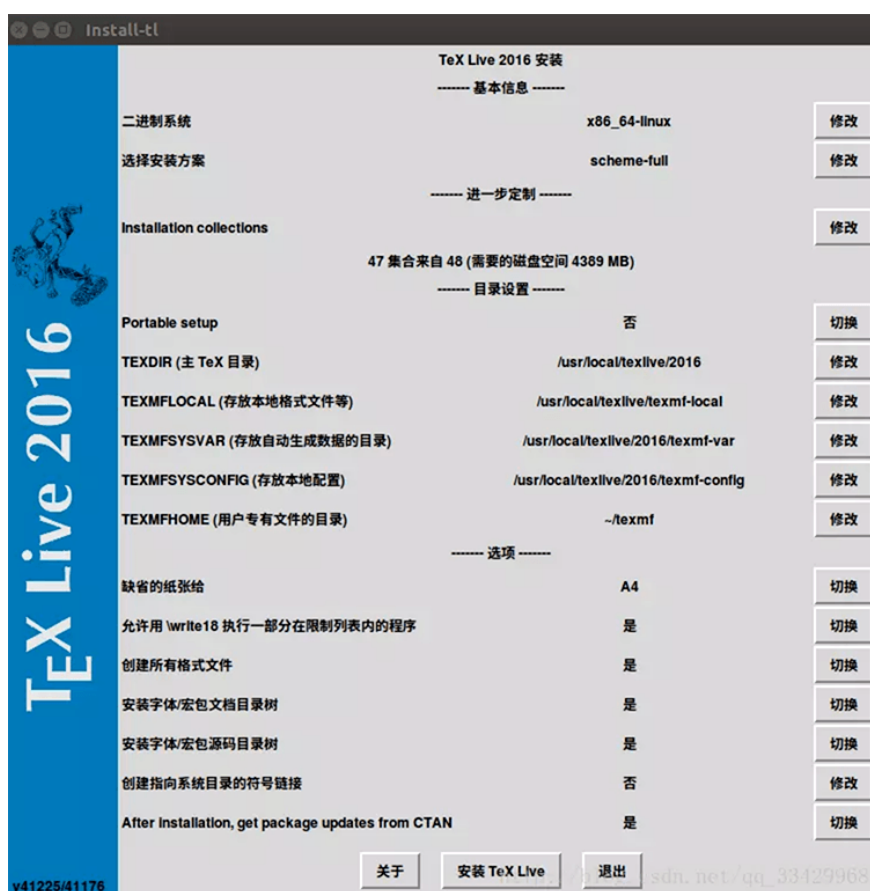 Install-tl
TeX Live 2016 安装
------- 基本信息 -------
二进制系统 x86_64-linux 修改
选择安装方案 scheme-full 修改
------- 进一步定制 -------
Installation collections 修改
47 集合来自 48 (需要的磁盘空间 4389 MB)
------- 目录设置 -------
Portable setup 否 切换
TEXDIR (主 TeX 目录) /usr/local/texlive/2016 修改
TEXMFLOCAL (存放本地格式文件等) /usr/local/texlive/texmf-local 修改
TEXMFSYSVAR (存放自动生成数据的目录) /usr/local/texlive/2016/texmf-var 修改
TEXMFSYSCONFIG (存放本地配置) /usr/local/texlive/2016/texmf-config 修改
TEXMFHOME (用户专有文件的目录) ~/texmf 修改
------- 选项 -------
缺省的纸张给 A4 切换
允许用 \write18 执行一部分在限制列表内的程序 是 切换
创建所有格式文件 是 切换
安装字体/宏包文档目录树 是 切换
安装字体/宏包源码目录树 是 切换
创建指向系统目录的符号链接 否 修改
After installation, get package updates from CTAN 是 切换
关于 安装 TeX Live 退出
TEX Live 2016
v41225/41176
sdn.net/qq_33429968